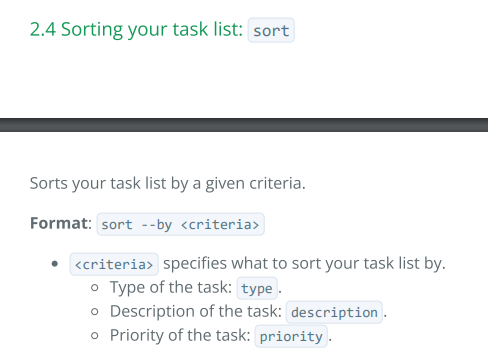 2.4 Sorting your task list: sort
Sorts your task list by a given criteria.
Format: sort --by <criteria>
• <criteria> specifies what to sort your task list by.
○ Type of the task: type.
○ Description of the task: description.
○ Priority of the task: priority.